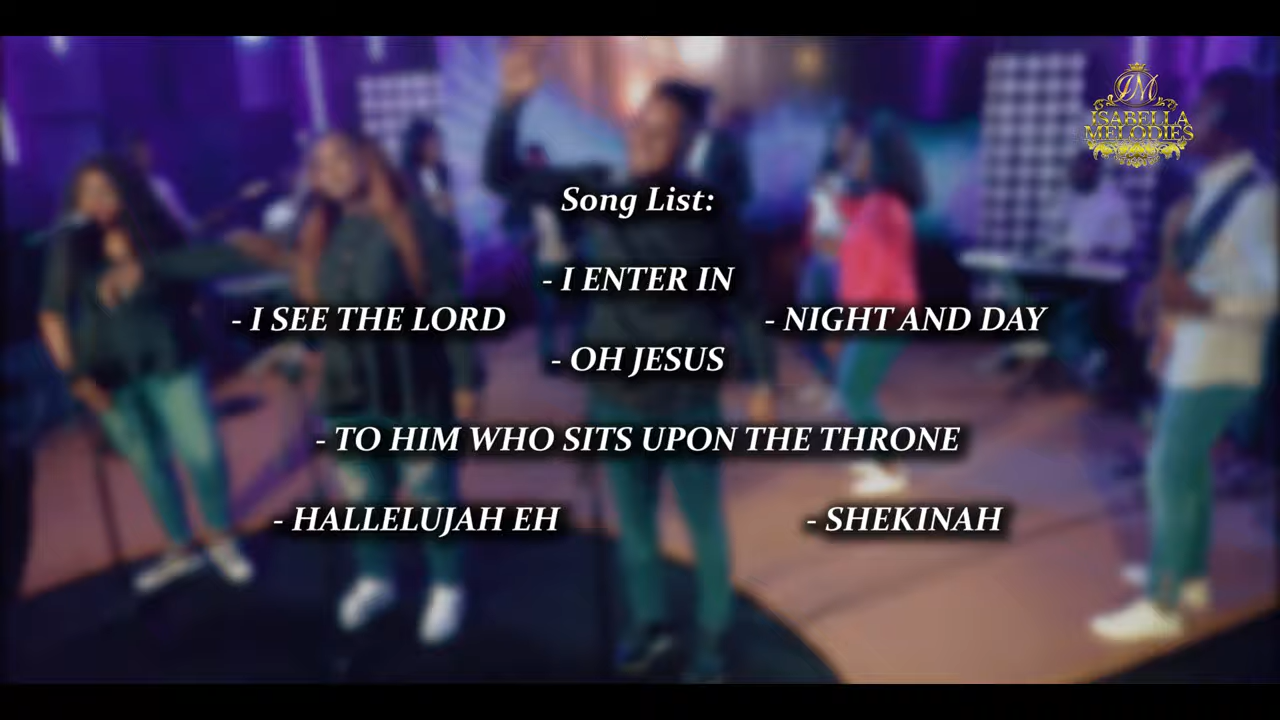 JM
ISABELLA
MELODIES
Song List:
- I ENTER IN
- I SEE THE LORD
- NIGHT AND DAY
- OH JESUS
- TO HIM WHO SITS UPON THE THRONE
- HALLELUJAH EH
- SHEKINAH